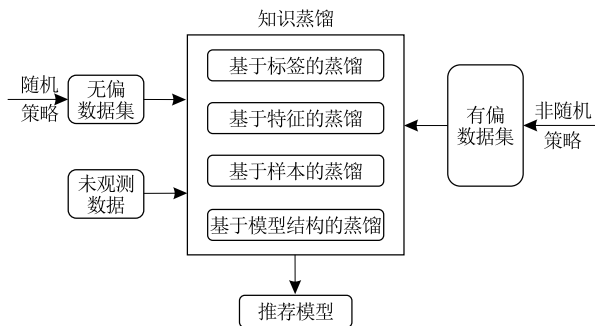 知识蒸馏
基于标签的蒸馏
基于特征的蒸馏
基于样本的蒸馏
基于模型结构的蒸馏
随机
策略
无偏
数据集
未观测
数据
有偏
数据集
非随机
策略
推荐模型